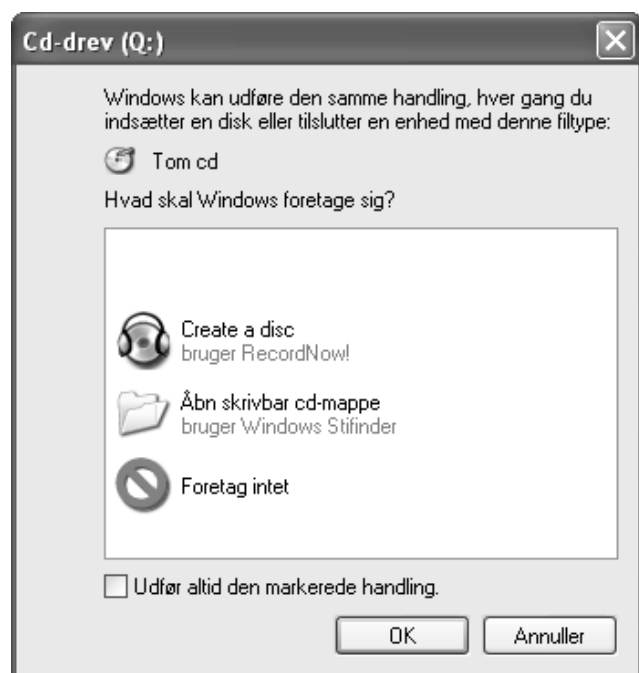 Cd-drev (Q:)
Windows kan udføre den samme handling, hver gang du
indsætter en disk eller tilslutter en enhed med denne filtype:
Tom cd
Hvad skal Windows foretage sig?
Create a disc
bruger RecordNow!
Åbn skrivbar cd-mappe
bruger Windows Stifinder
Foretag intet
Udfør altid den markerede handling.
OK
Annuller